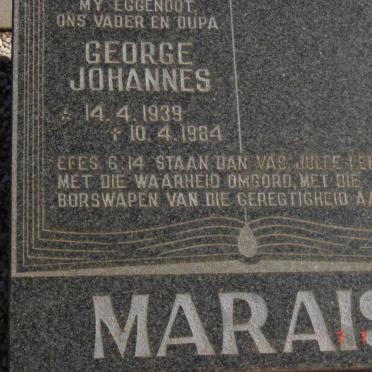 MY EGGENOOT,
ONS VADER EN OUPA
GEORGE
JOHANNES
14. 4. 1939
† 10. 4. 1984
EFES. 6:14 STAAN DAN VAS, JULLE
MET DIE WAARHEID OMGORD, MET DIE
BORSWAPEN VAN DIE GEREGTIGHEID
MARAIS